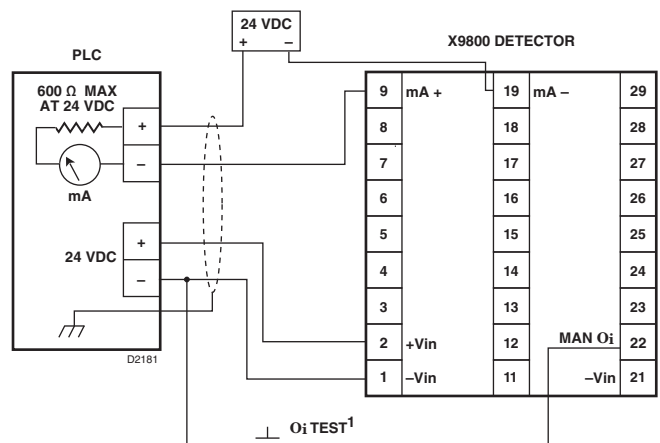 24 VDC
+ −
PLC
X9800 DETECTOR
600 Ω MAX
AT 24 VDC
+
−
mA
24 VDC
+
−
D2181
9 mA + 19 mA − 29
8 18 28
7 17 27
6 16 26
5 15 25
4 14 24
3 13 23
2 +Vin 12 MAN Oi 22
1 −Vin 11 −Vin 21
Oi TEST1